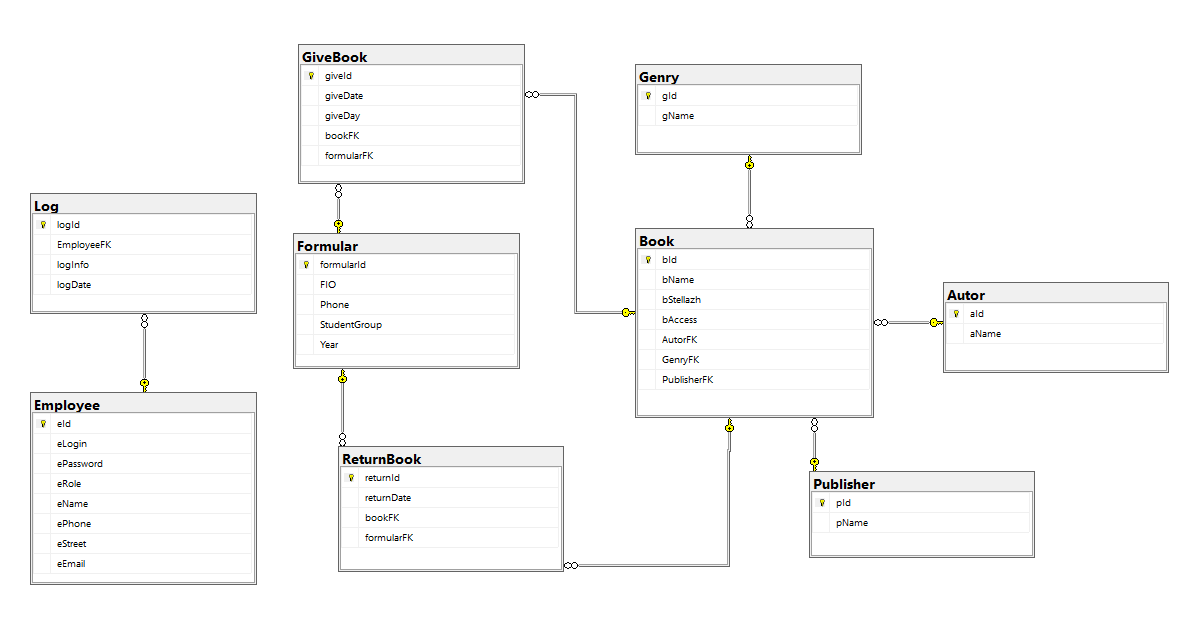 GiveBook
giveId
giveDate
giveDay
bookFK
formularFK
Genry
gId
gName
Log
logId
EmployeeFK
logInfo
logDate
Formular
formularId
FIO
Phone
StudentGroup
Year
Book
bId
bName
bStellazh
bAccess
AutorFK
GenryFK
PublisherFK
Autor
aId
aName
Employee
eId
eLogin
ePassword
eRole
eName
ePhone
eStreet
eEmail
ReturnBook
returnId
returnDate
bookFK
formularFK
Publisher
pId
pName